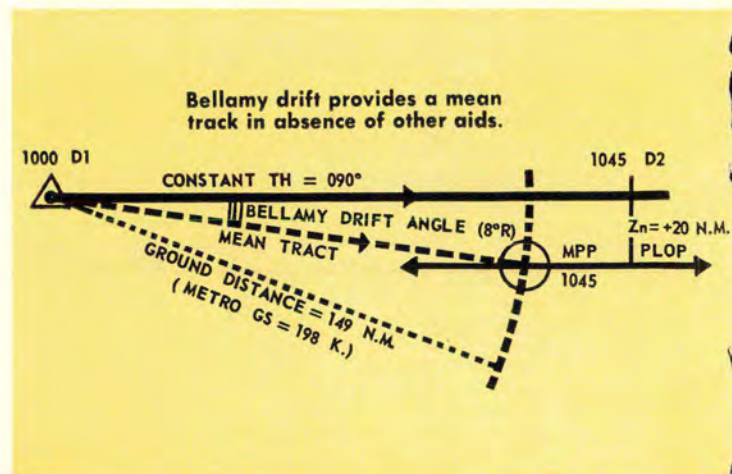 Bellamy drift provides a mean
track in absence of other aids.
1000 D1
1045 D2
CONSTANT TH = 090°
BELLAMY DRIFT ANGLE (8°R)
MEAN TRACT
Zn = +20 N.M.
MPP
PLOP
1045
GROUND DISTANCE = 149 N.M.
(METRO GS = 198 K.)